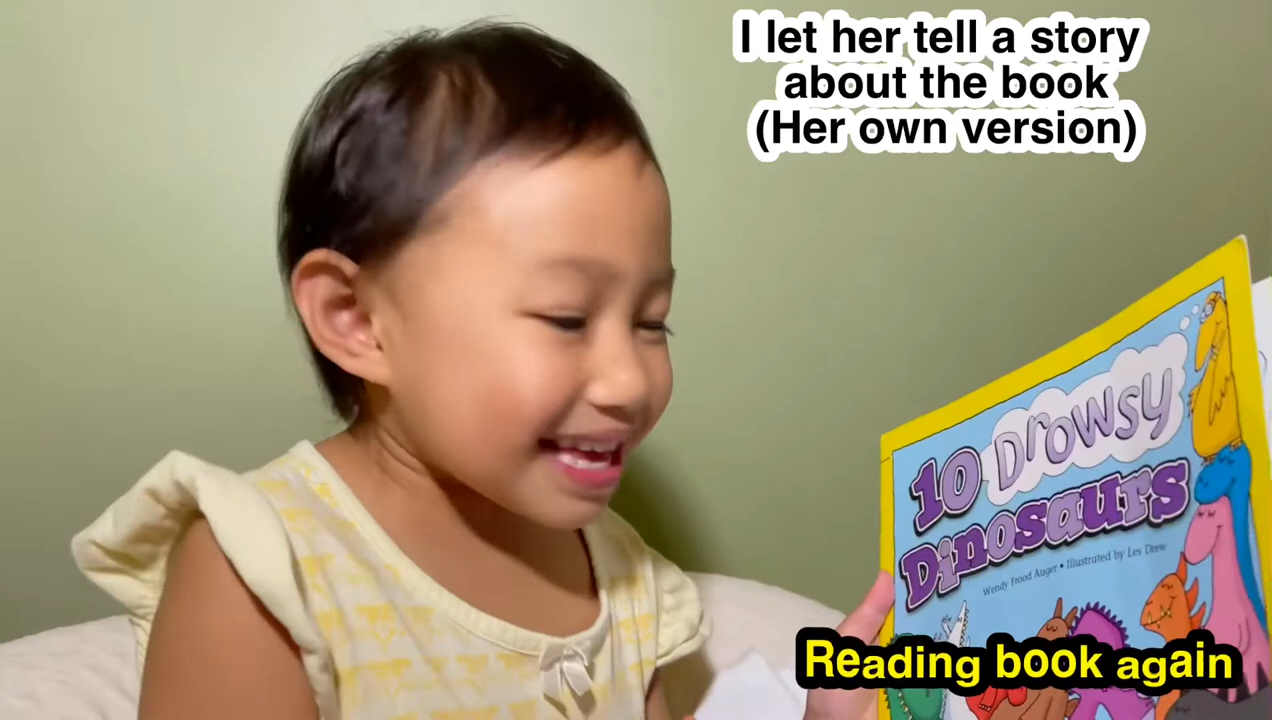 I let her tell a story
about the book
(Her own version)
10 Drowsy
Dinosaurs
Wendy Frood Auger • Illustrated by Les Drew
Reading book again